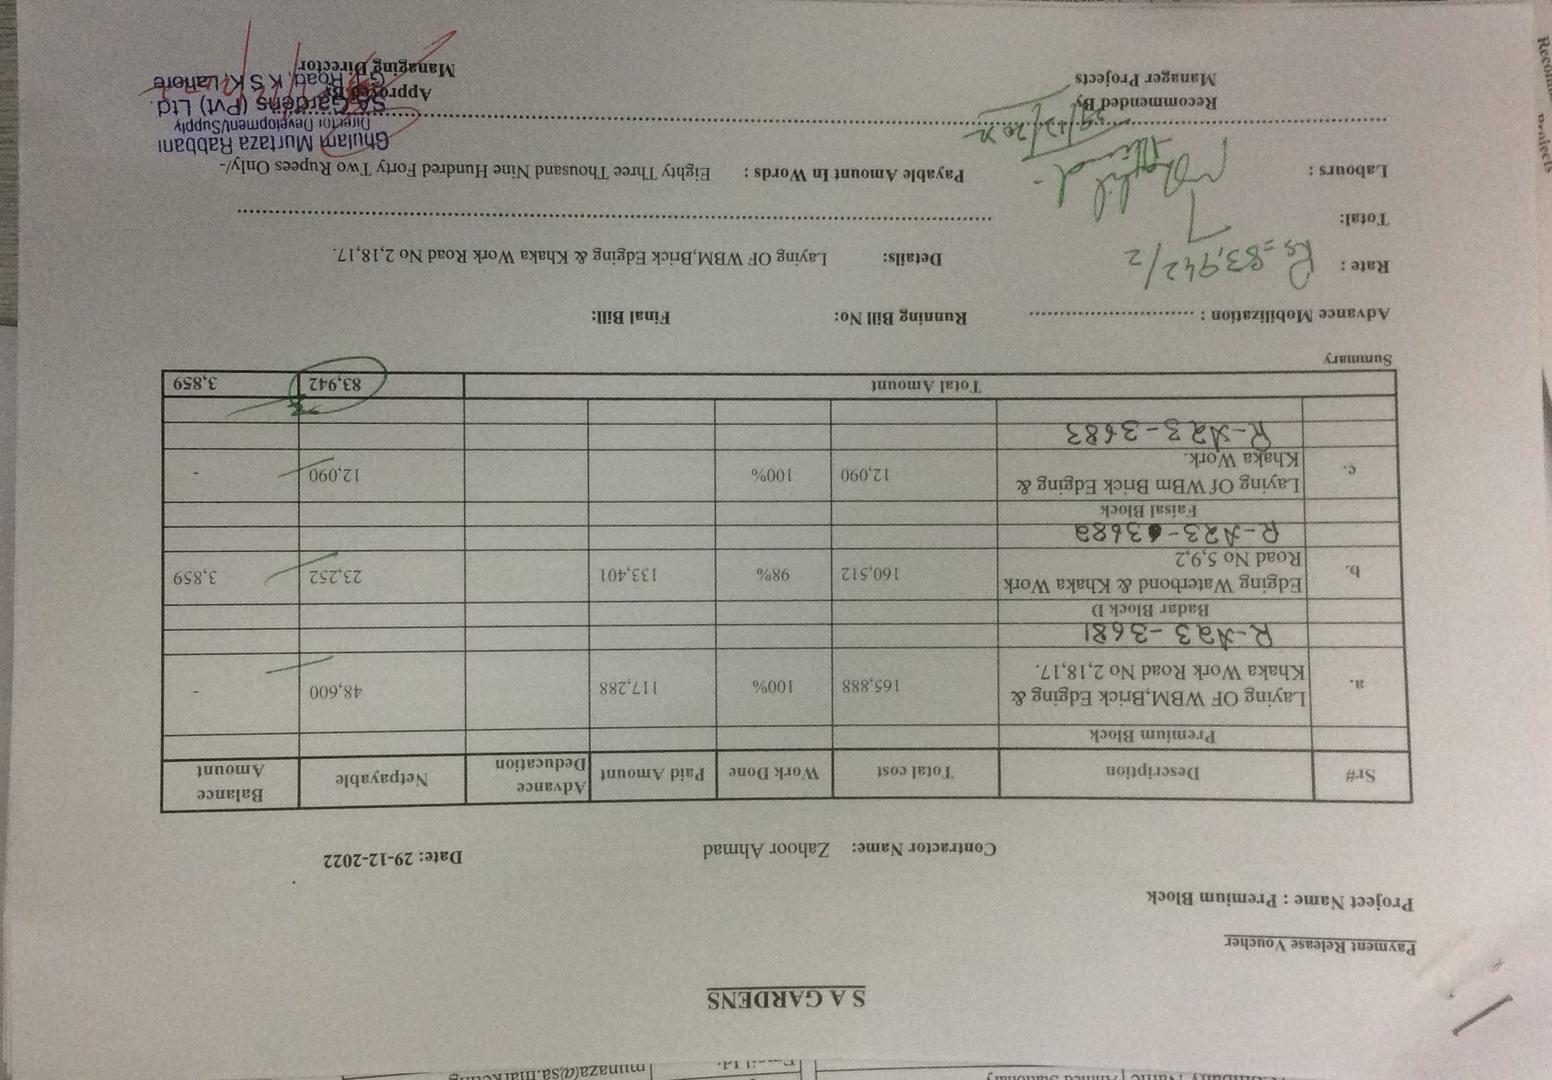 munaza@sa.marketing
S A GARDENS
Payment Release Voucher
Project Name : Premium Block
Contractor Name: Zahoor Ahmad
Date: 29-12-2022
Sr# Description Total cost Work Done Paid Amount Advance Deducation Netpayable Balance Amount
Premium Block
a. Laying OF WBM,Brick Edging & Khaka Work Road No 2,18,17. 165,888 100% 117,288 48,600 -
R-A23-3681
Badar Block D
b. Edging Waterbond & Khaka Work Road No 5,9,2 160,512 98% 133,401 23,252 3,859
R-A23-3682
Faisal Block
c. Laying Of WBm Brick Edging & Khaka Work. 12,090 100% 12,090 -
R-A23-3683
Total Amount 83,942 3,859
Summary
Advance Mobilization : ............................
Running Bill No:
Final Bill:
Rate : Rs=83,942/2
Details: Laying OF WBM,Brick Edging & Khaka Work Road No 2,18,17.
Total:
Labours :
Payable Amount In Words : Eighty Three Thousand Nine Hundred Forty Two Rupees Only/-
29/12/2022
Recommended By
Manager Projects
Ghulam Murtaza Rabbani
Director Development/Supply
SA Gardens (Pvt) Ltd.
G.T. Road, K S K, Lahore
Approved By
Managing Director